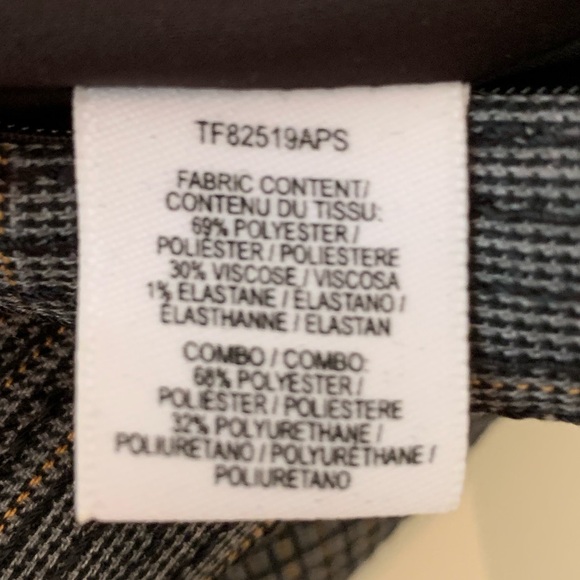 TF82519APS
FABRIC CONTENT/
CONTENU DU TISSU:
69% POLYESTER /
POLIÉSTER / POLIESTERE
30% VISCOSE / VISCOSA
1% ELASTANE / ELASTANO /
ÉLASTHANNE / ELASTAN
COMBO / COMBO:
68% POLYESTER /
POLIÉSTER / POLIESTERE
32% POLYURETHANE /
POLIURETANO / POLYURÉTHANE /
POLIURETANO